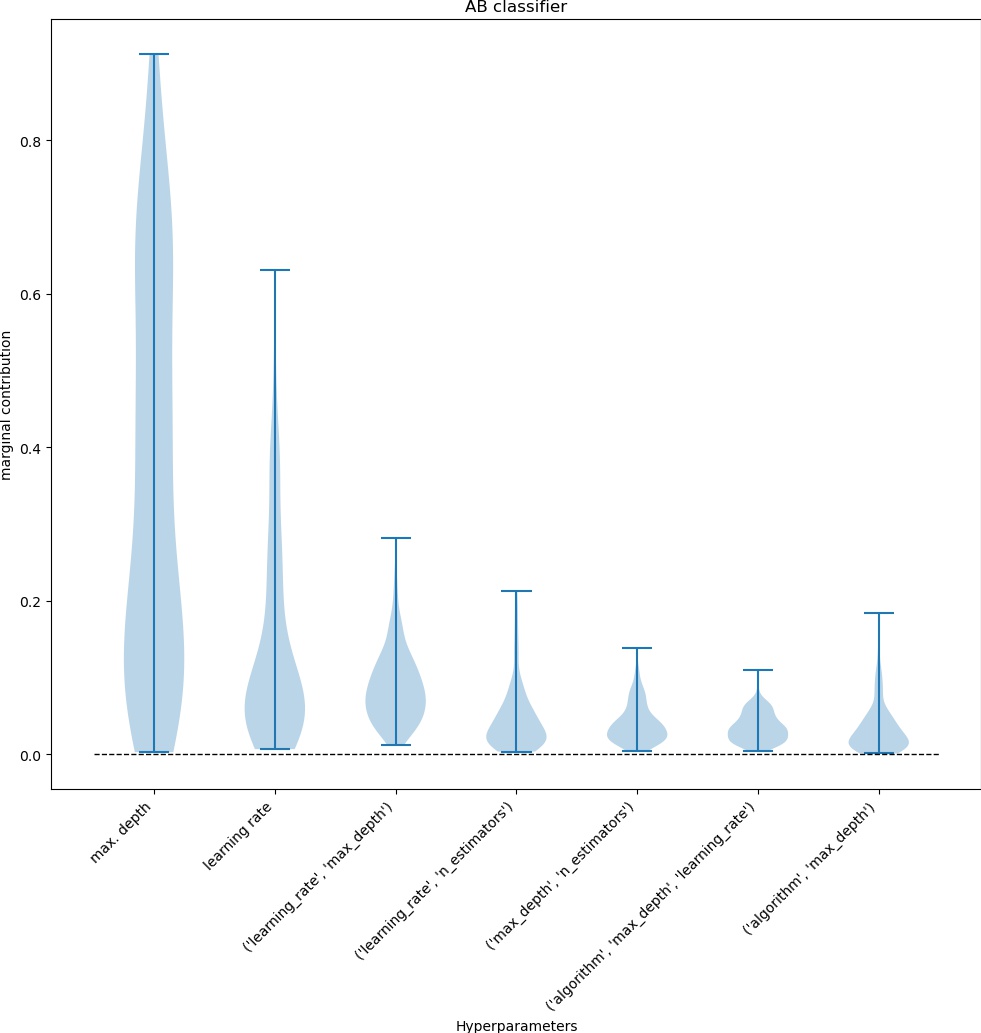 AB classifier
marginal contribution
0.8
0.6
0.4
0.2
0.0
max. depth
learning rate
('learning_rate', 'max_depth')
('learning_rate', 'n_estimators')
('max_depth', 'n_estimators')
('algorithm', 'max_depth', 'learning_rate')
('algorithm', 'max_depth')
Hyperparameters